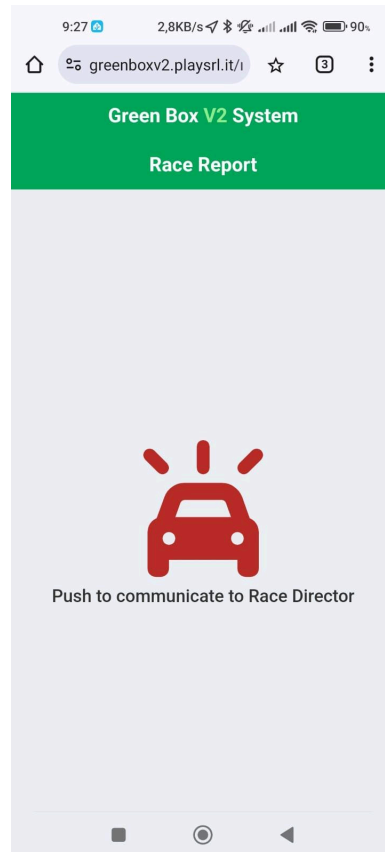 9:27 2,8KB/s 90%
greenboxv2.playsrl.it/ 3
Green Box V2 System
Race Report
Push to communicate to Race Director